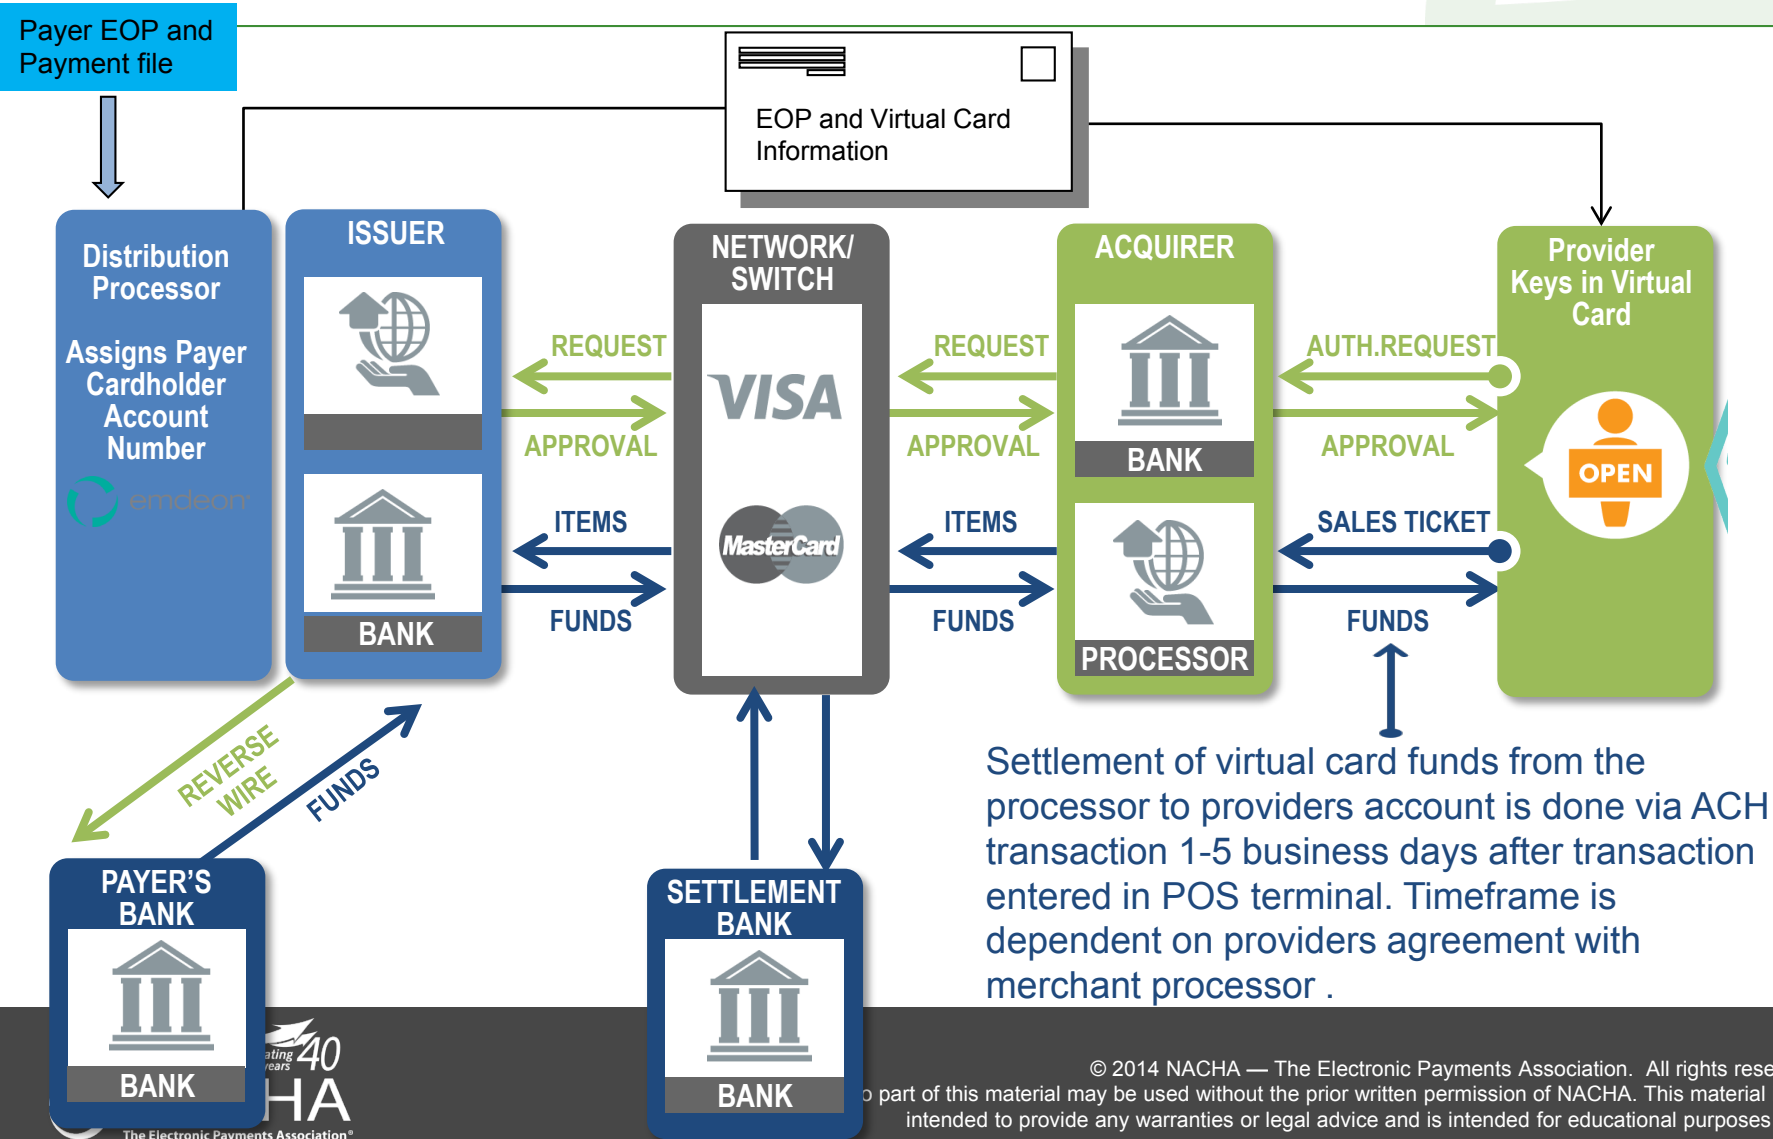 Payer EOP and
Payment file
EOP and Virtual Card
Information
Distribution
Processor
Assigns Payer
Cardholder
Account
Number
emdeon
ISSUER
BANK
NETWORK/
SWITCH
VISA
MasterCard
ACQUIRER
BANK
PROCESSOR
Provider
Keys in Virtual
Card
OPEN
REQUEST
REQUEST
AUTH.REQUEST
APPROVAL
APPROVAL
APPROVAL
ITEMS
ITEMS
SALES TICKET
FUNDS
FUNDS
FUNDS
REVERSE
WIRE
FUNDS
PAYER'S
BANK
BANK
SETTLEMENT
BANK
BANK
Settlement of virtual card funds from the
processor to providers account is done via ACH
transaction 1-5 business days after transaction
entered in POS terminal. Timeframe is
dependent on providers agreement with
merchant processor .
40
The Electronic Payments Association®
© 2014 NACHA — The Electronic Payments Association. All rights rese
part of this material may be used without the prior written permission of NACHA. This material
intended to provide any warranties or legal advice and is intended for educational purposes